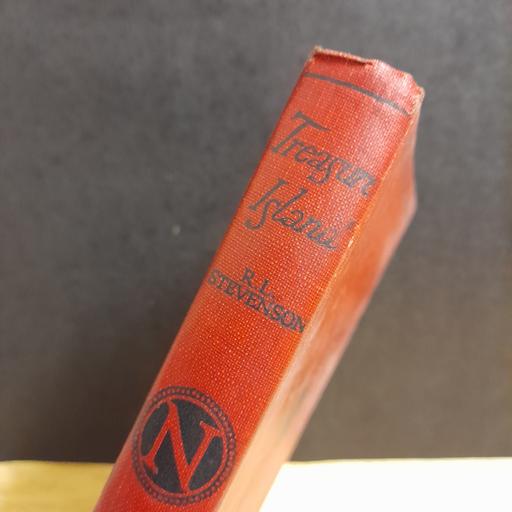 Treasure
Island
R. L.
STEVENSON
N